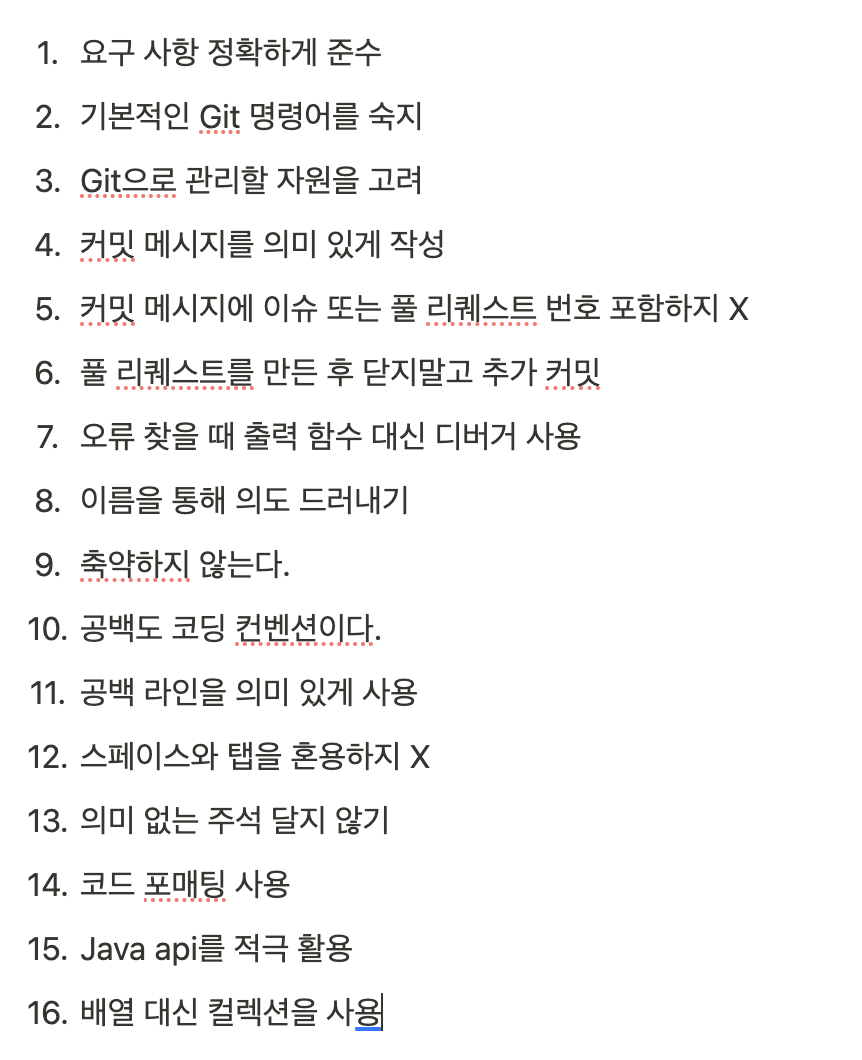 1. 요구 사항 정확하게 준수
2. 기본적인 Git 명령어를 숙지
3. Git으로 관리할 자원을 고려
4. 커밋 메시지를 의미 있게 작성
5. 커밋 메시지에 이슈 또는 풀 리퀘스트 번호 포함하지 X
6. 풀 리퀘스트를 만든 후 닫지말고 추가 커밋
7. 오류 찾을 때 출력 함수 대신 디버거 사용
8. 이름을 통해 의도 드러내기
9. 축약하지 않는다.
10. 공백도 코딩 컨벤션이다.
11. 공백 라인을 의미 있게 사용
12. 스페이스와 탭을 혼용하지 X
13. 의미 없는 주석 달지 않기
14. 코드 포매팅 사용
15. Java api를 적극 활용
16. 배열 대신 컬렉션을 사용